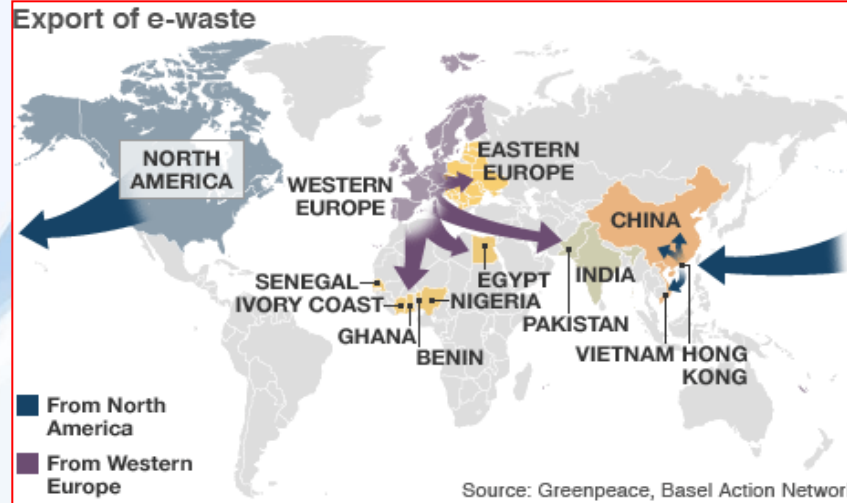 Export of e-waste
NORTH
AMERICA
WESTERN
EUROPE
EASTERN
EUROPE
CHINA
SENEGAL
IVORY COAST
GHANA
BENIN
NIGERIA
EGYPT
INDIA
PAKISTAN
VIETNAM
HONG
KONG
From North
America
From Western
Europe
Source: Greenpeace, Basel Action Networ